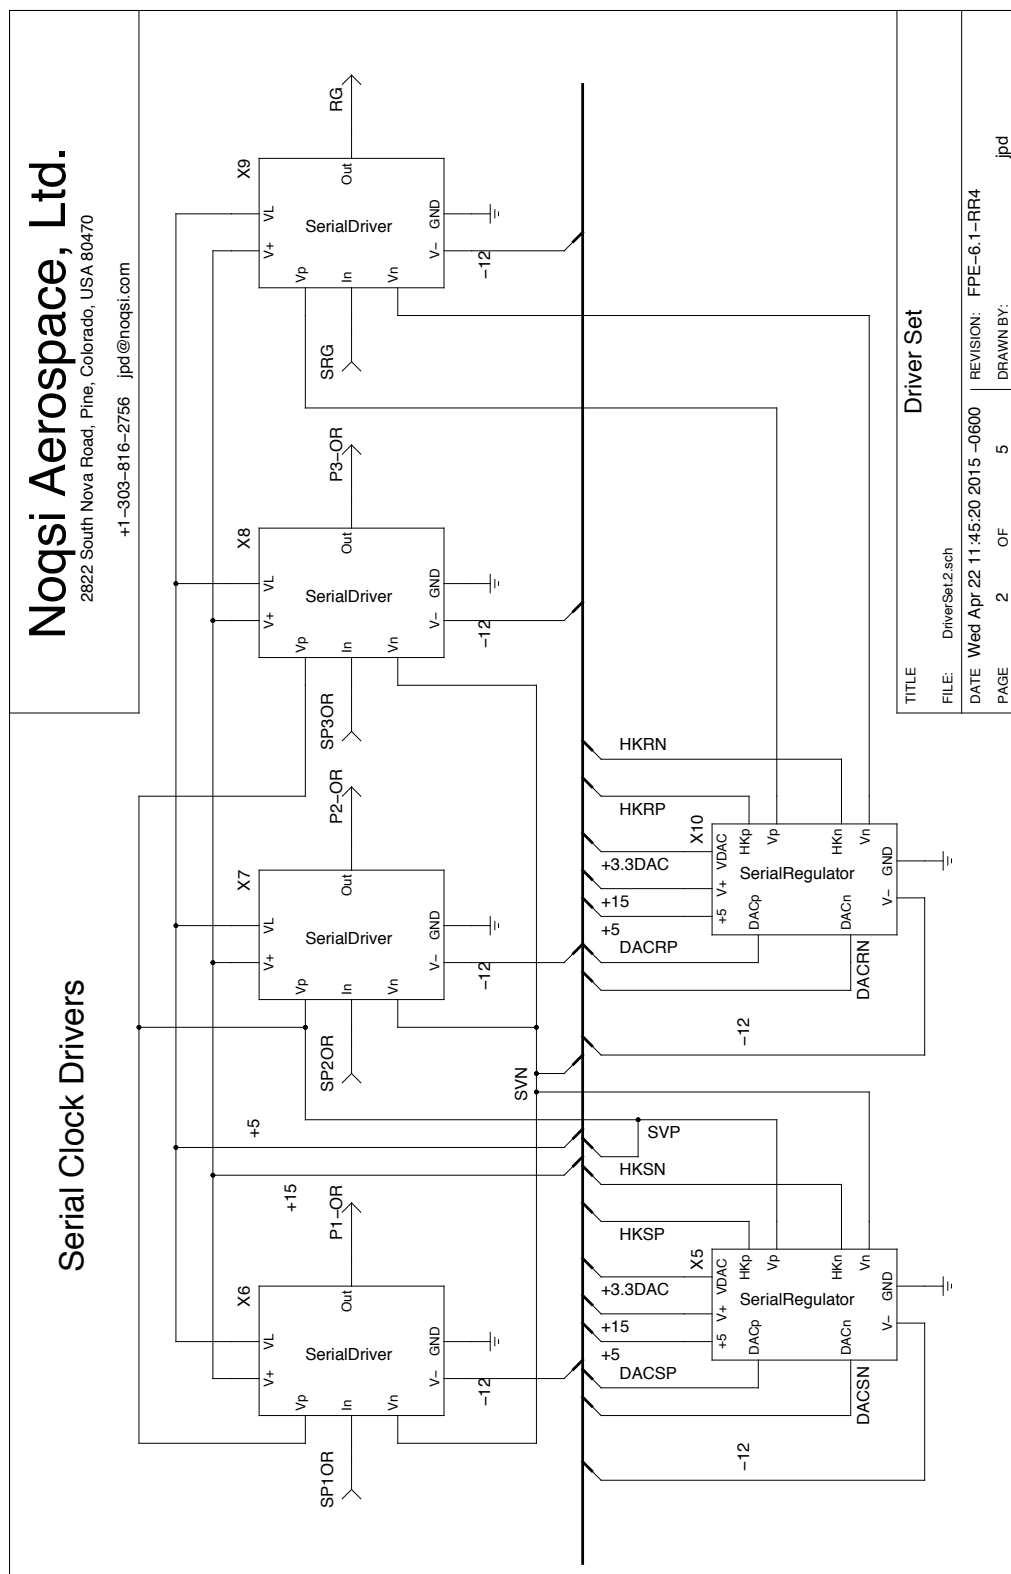 Noqsi Aerospace, Ltd.
2822 South Nova Road, Pine, Colorado, USA 80470
+1-303-816-2756 jpd@noqsi.com
Serial Clock Drivers
X6
SerialDriver
V+
VL
Vp
In
Vn
V-
GND
Out
SP1OR
P1-OR
-12
+15
+5
X7
SerialDriver
V+
VL
Vp
In
Vn
V-
GND
Out
SP2OR
P2-OR
-12
X8
SerialDriver
V+
VL
Vp
In
Vn
V-
GND
Out
SP3OR
P3-OR
-12
X9
SerialDriver
V+
VL
Vp
In
Vn
V-
GND
Out
SRG
RG
-12
SVN
SVP
-12
DACSN
DACSP
+5
+15
+3.3DAC
HKSP
HKSN
X5
SerialRegulator
+5
V+
VDAC
DACp
DACn
HKp
Vp
HKn
Vn
V-
GND
-12
DACRN
DACRP
+5
+15
+3.3DAC
HKRP
HKRN
X10
SerialRegulator
+5
V+
VDAC
DACp
DACn
HKp
Vp
HKn
Vn
V-
GND
TITLE
Driver Set
FILE: DriverSet.2.sch
DATE Wed Apr 22 11:45:20 2015 -0600
REVISION: FPE-6.1-RR4
PAGE 2 OF 5
DRAWN BY: jpd